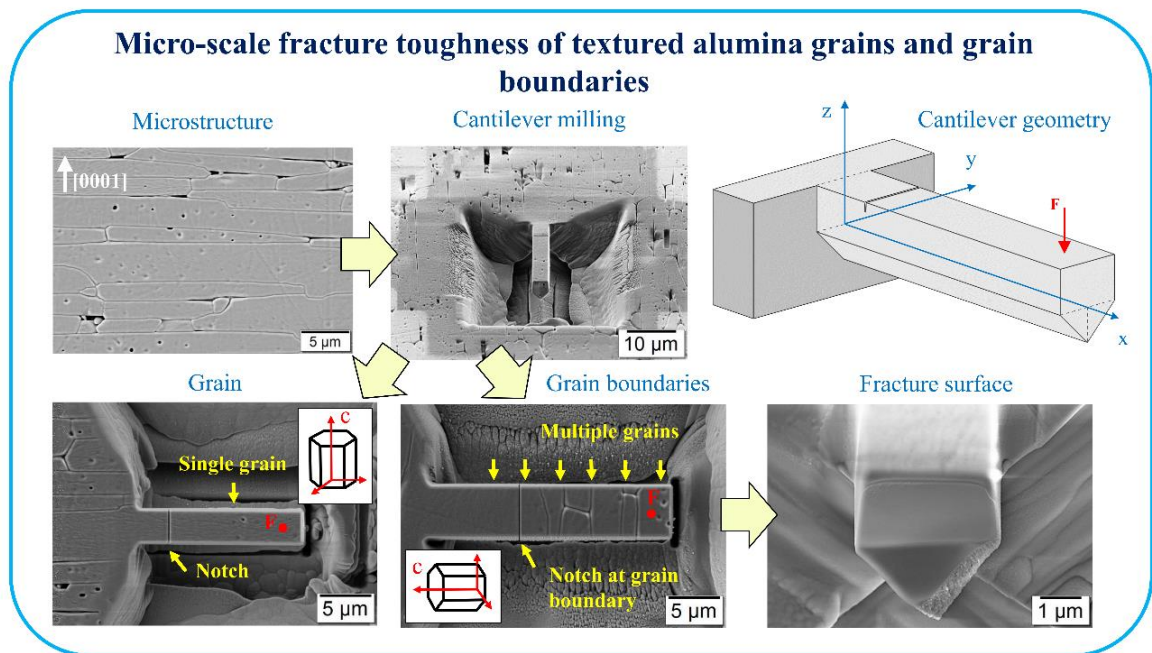 Micro-scale fracture toughness of textured alumina grains and grain
boundaries
Microstructure
Cantilever milling
Cantilever geometry
[0001]
5 µm
10 µm
z
y
F
x
Grain
Grain boundaries
Fracture surface
c
Single grain
F
Notch
5 µm
Multiple grains
F
c
Notch at grain
boundary
5 µm
1 µm